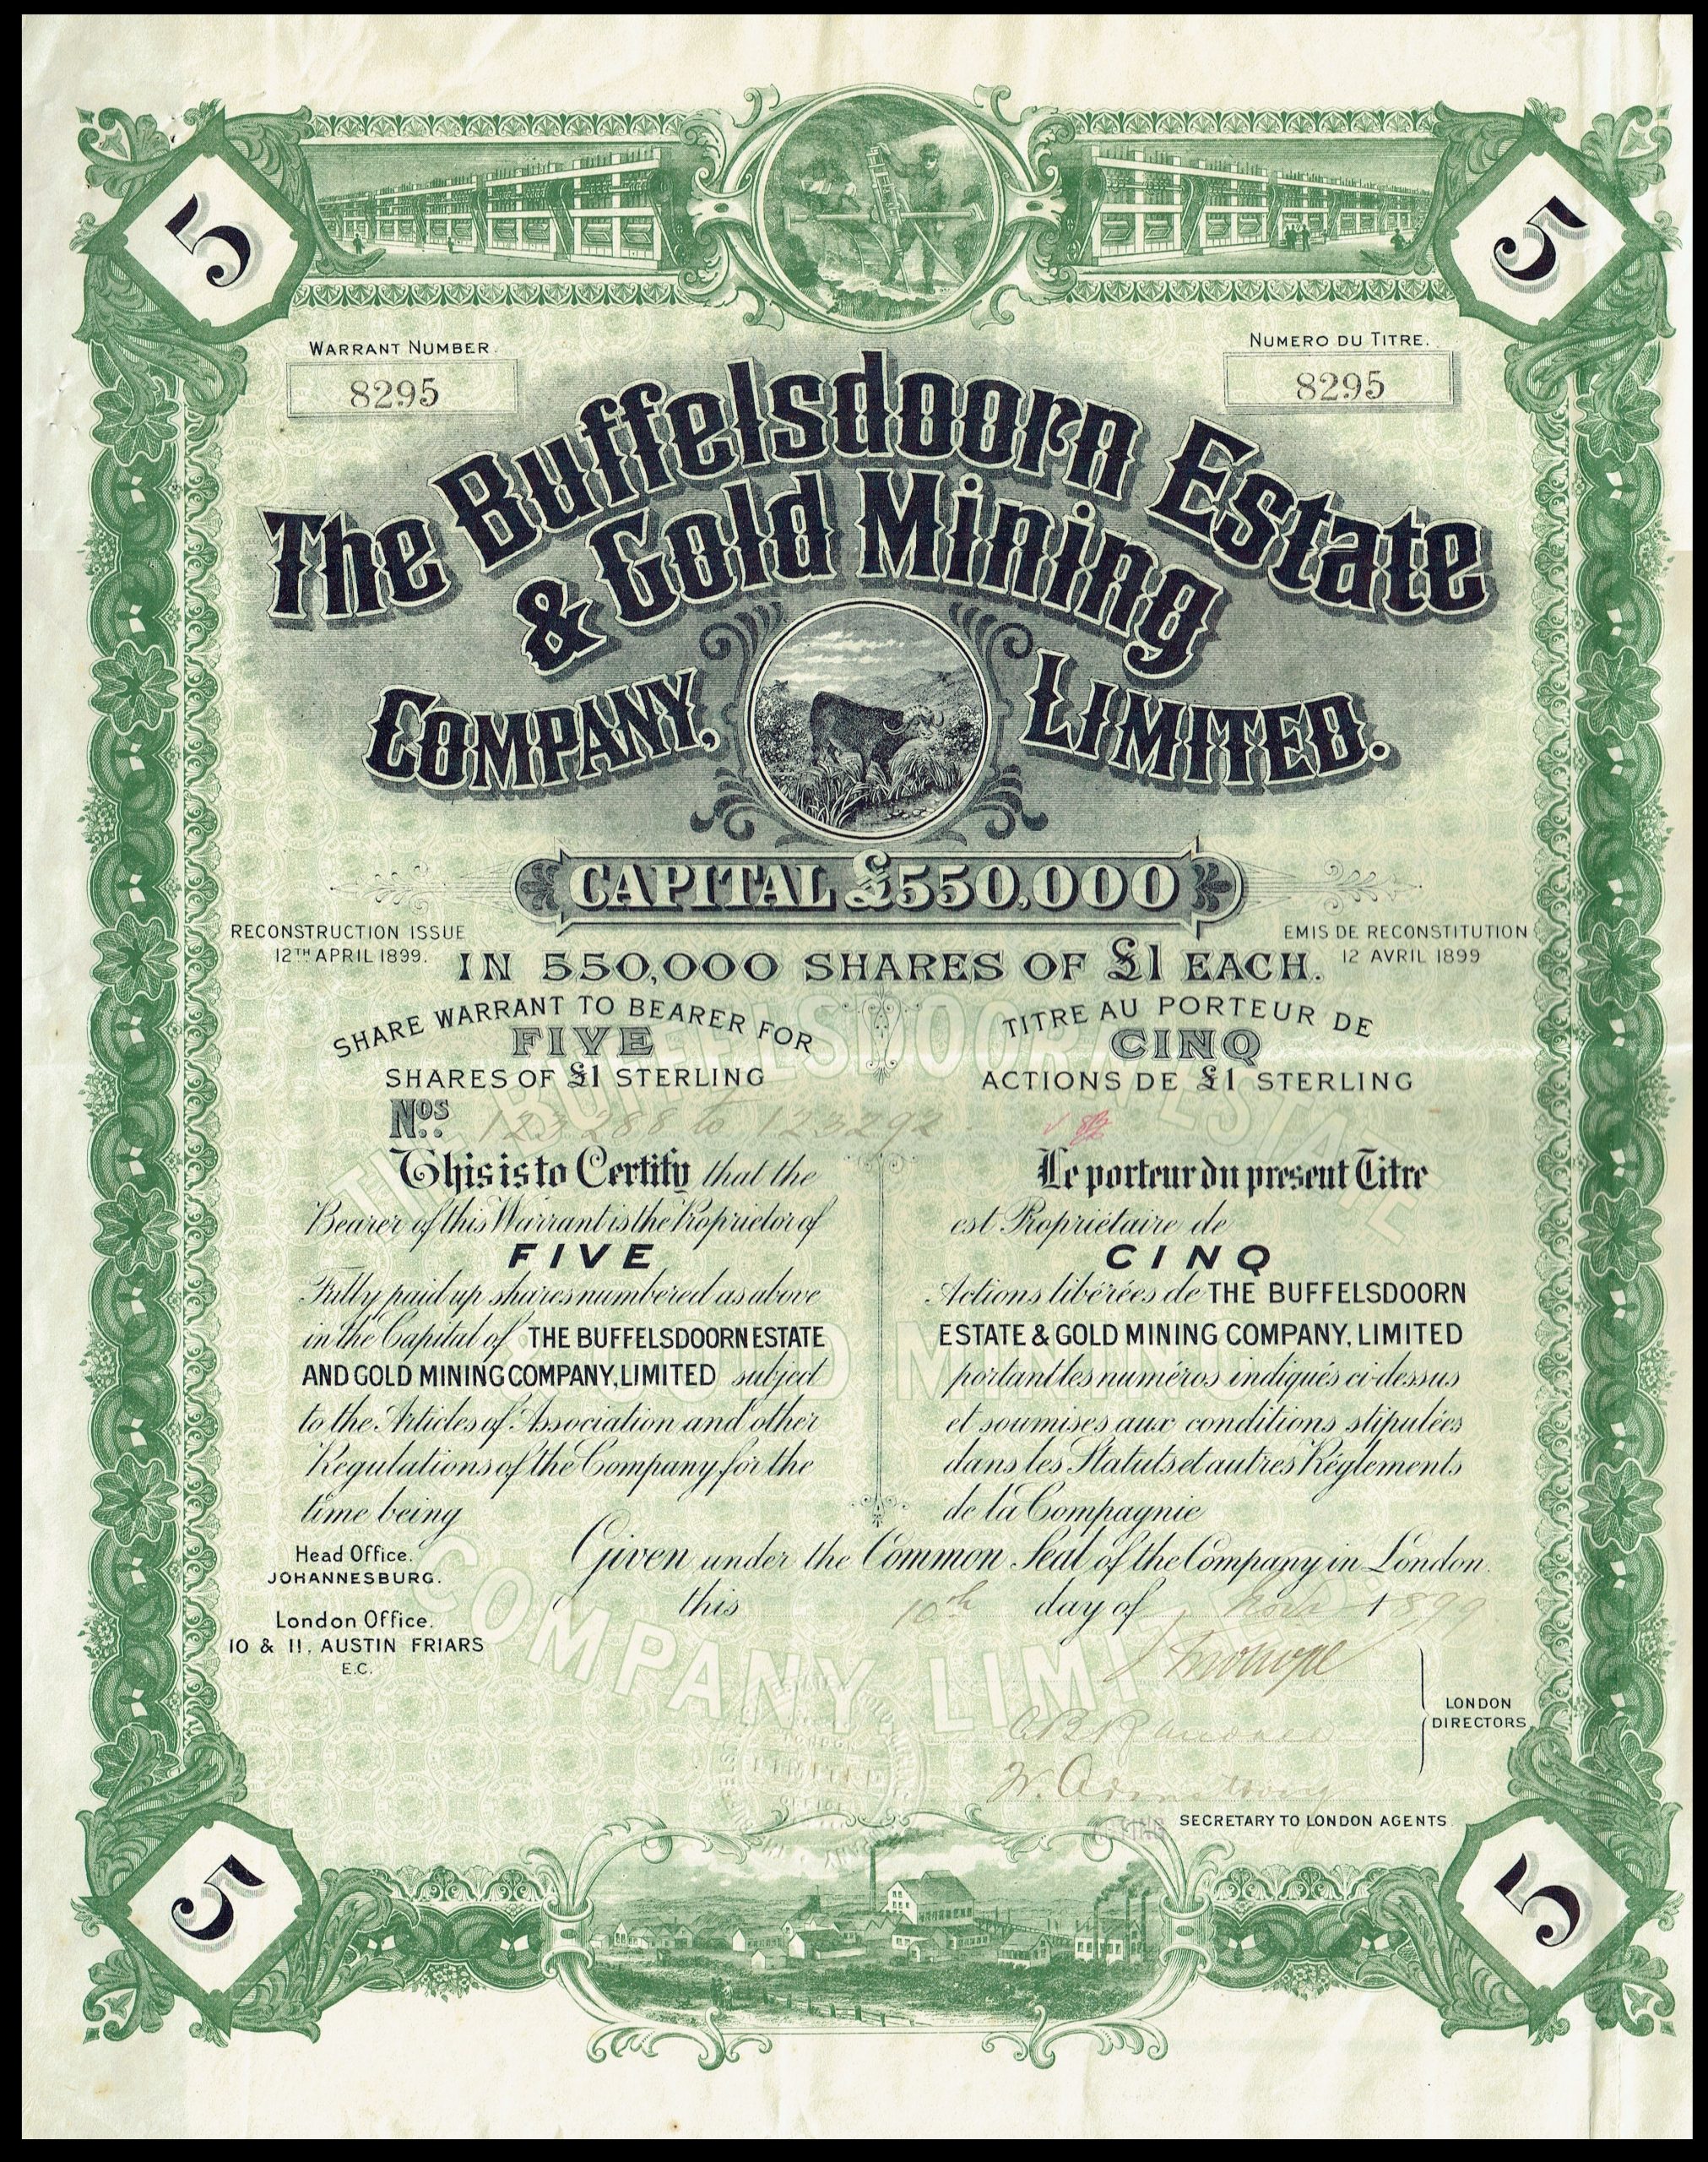 5
5
WARRANT NUMBER
8295
NUMERO DU TITRE.
8295
The Buffelsdoorn Estate
& Gold Mining
COMPANY, LIMITED.
CAPITAL £550,000
RECONSTRUCTION ISSUE
12TH APRIL 1899.
EMIS DE RECONSTITUTION
12 AVRIL 1899
IN 550,000 SHARES OF £1 EACH.
SHARE WARRANT TO BEARER FOR
FIVE
SHARES OF £1 STERLING
Nos. 123288 to 123292
This is to Certify that the
Bearer of this Warrant is the Proprietor of
FIVE
Fully paid up shares numbered as above
in the Capital of THE BUFFELSDOORN ESTATE
AND GOLD MINING COMPANY, LIMITED subject
to the Articles of Association and other
Regulations of the Company for the
time being
TITRE AU PORTEUR DE
CINQ
ACTIONS DE £1 STERLING
Le porteur du present Titre
est Propriétaire de
CINQ
Actions libérées de THE BUFFELSDOORN
ESTATE & GOLD MINING COMPANY, LIMITED
portant les numéros indiqués ci-dessus
et soumises aux conditions stipulées
dans les Statuts et autres Réglements
de la Compagnie
Given under the Common Seal of the Company in London.
this 10th day of 1899
Head Office.
JOHANNESBURG.
London Office.
10 & 11, AUSTIN FRIARS
E.C.
LONDON
DIRECTORS
W. Armstrong
SECRETARY TO LONDON AGENTS
THE BUFFELSDOORN ESTATE
& GOLD MINING
COMPANY LIMITED
5
5